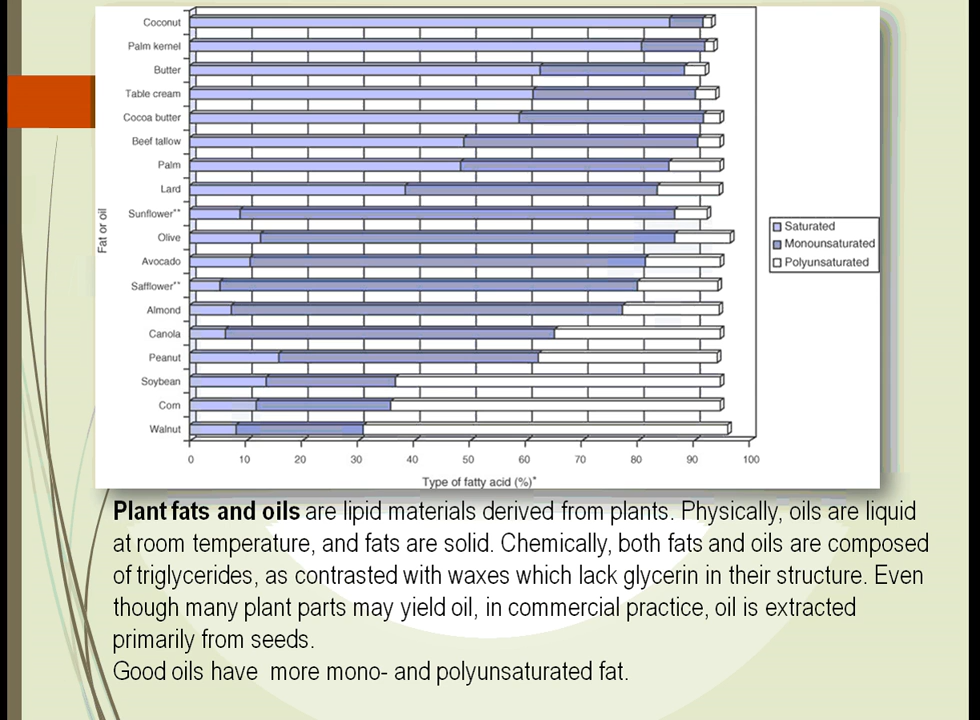 Coconut
Palm kernel
Butter
Table cream
Cocoa butter
Beef tallow
Palm
Lard
Sunflower**
Olive
Avocado
Safflower**
Almond
Canola
Peanut
Soybean
Corn
Walnut
Fat or oil
0 10 20 30 40 50 60 70 80 90 100
Type of fatty acid (%)*
Saturated
Monounsaturated
Polyunsaturated
Plant fats and oils are lipid materials derived from plants. Physically, oils are liquid
at room temperature, and fats are solid. Chemically, both fats and oils are composed
of triglycerides, as contrasted with waxes which lack glycerin in their structure. Even
though many plant parts may yield oil, in commercial practice, oil is extracted
primarily from seeds.
Good oils have more mono- and polyunsaturated fat.